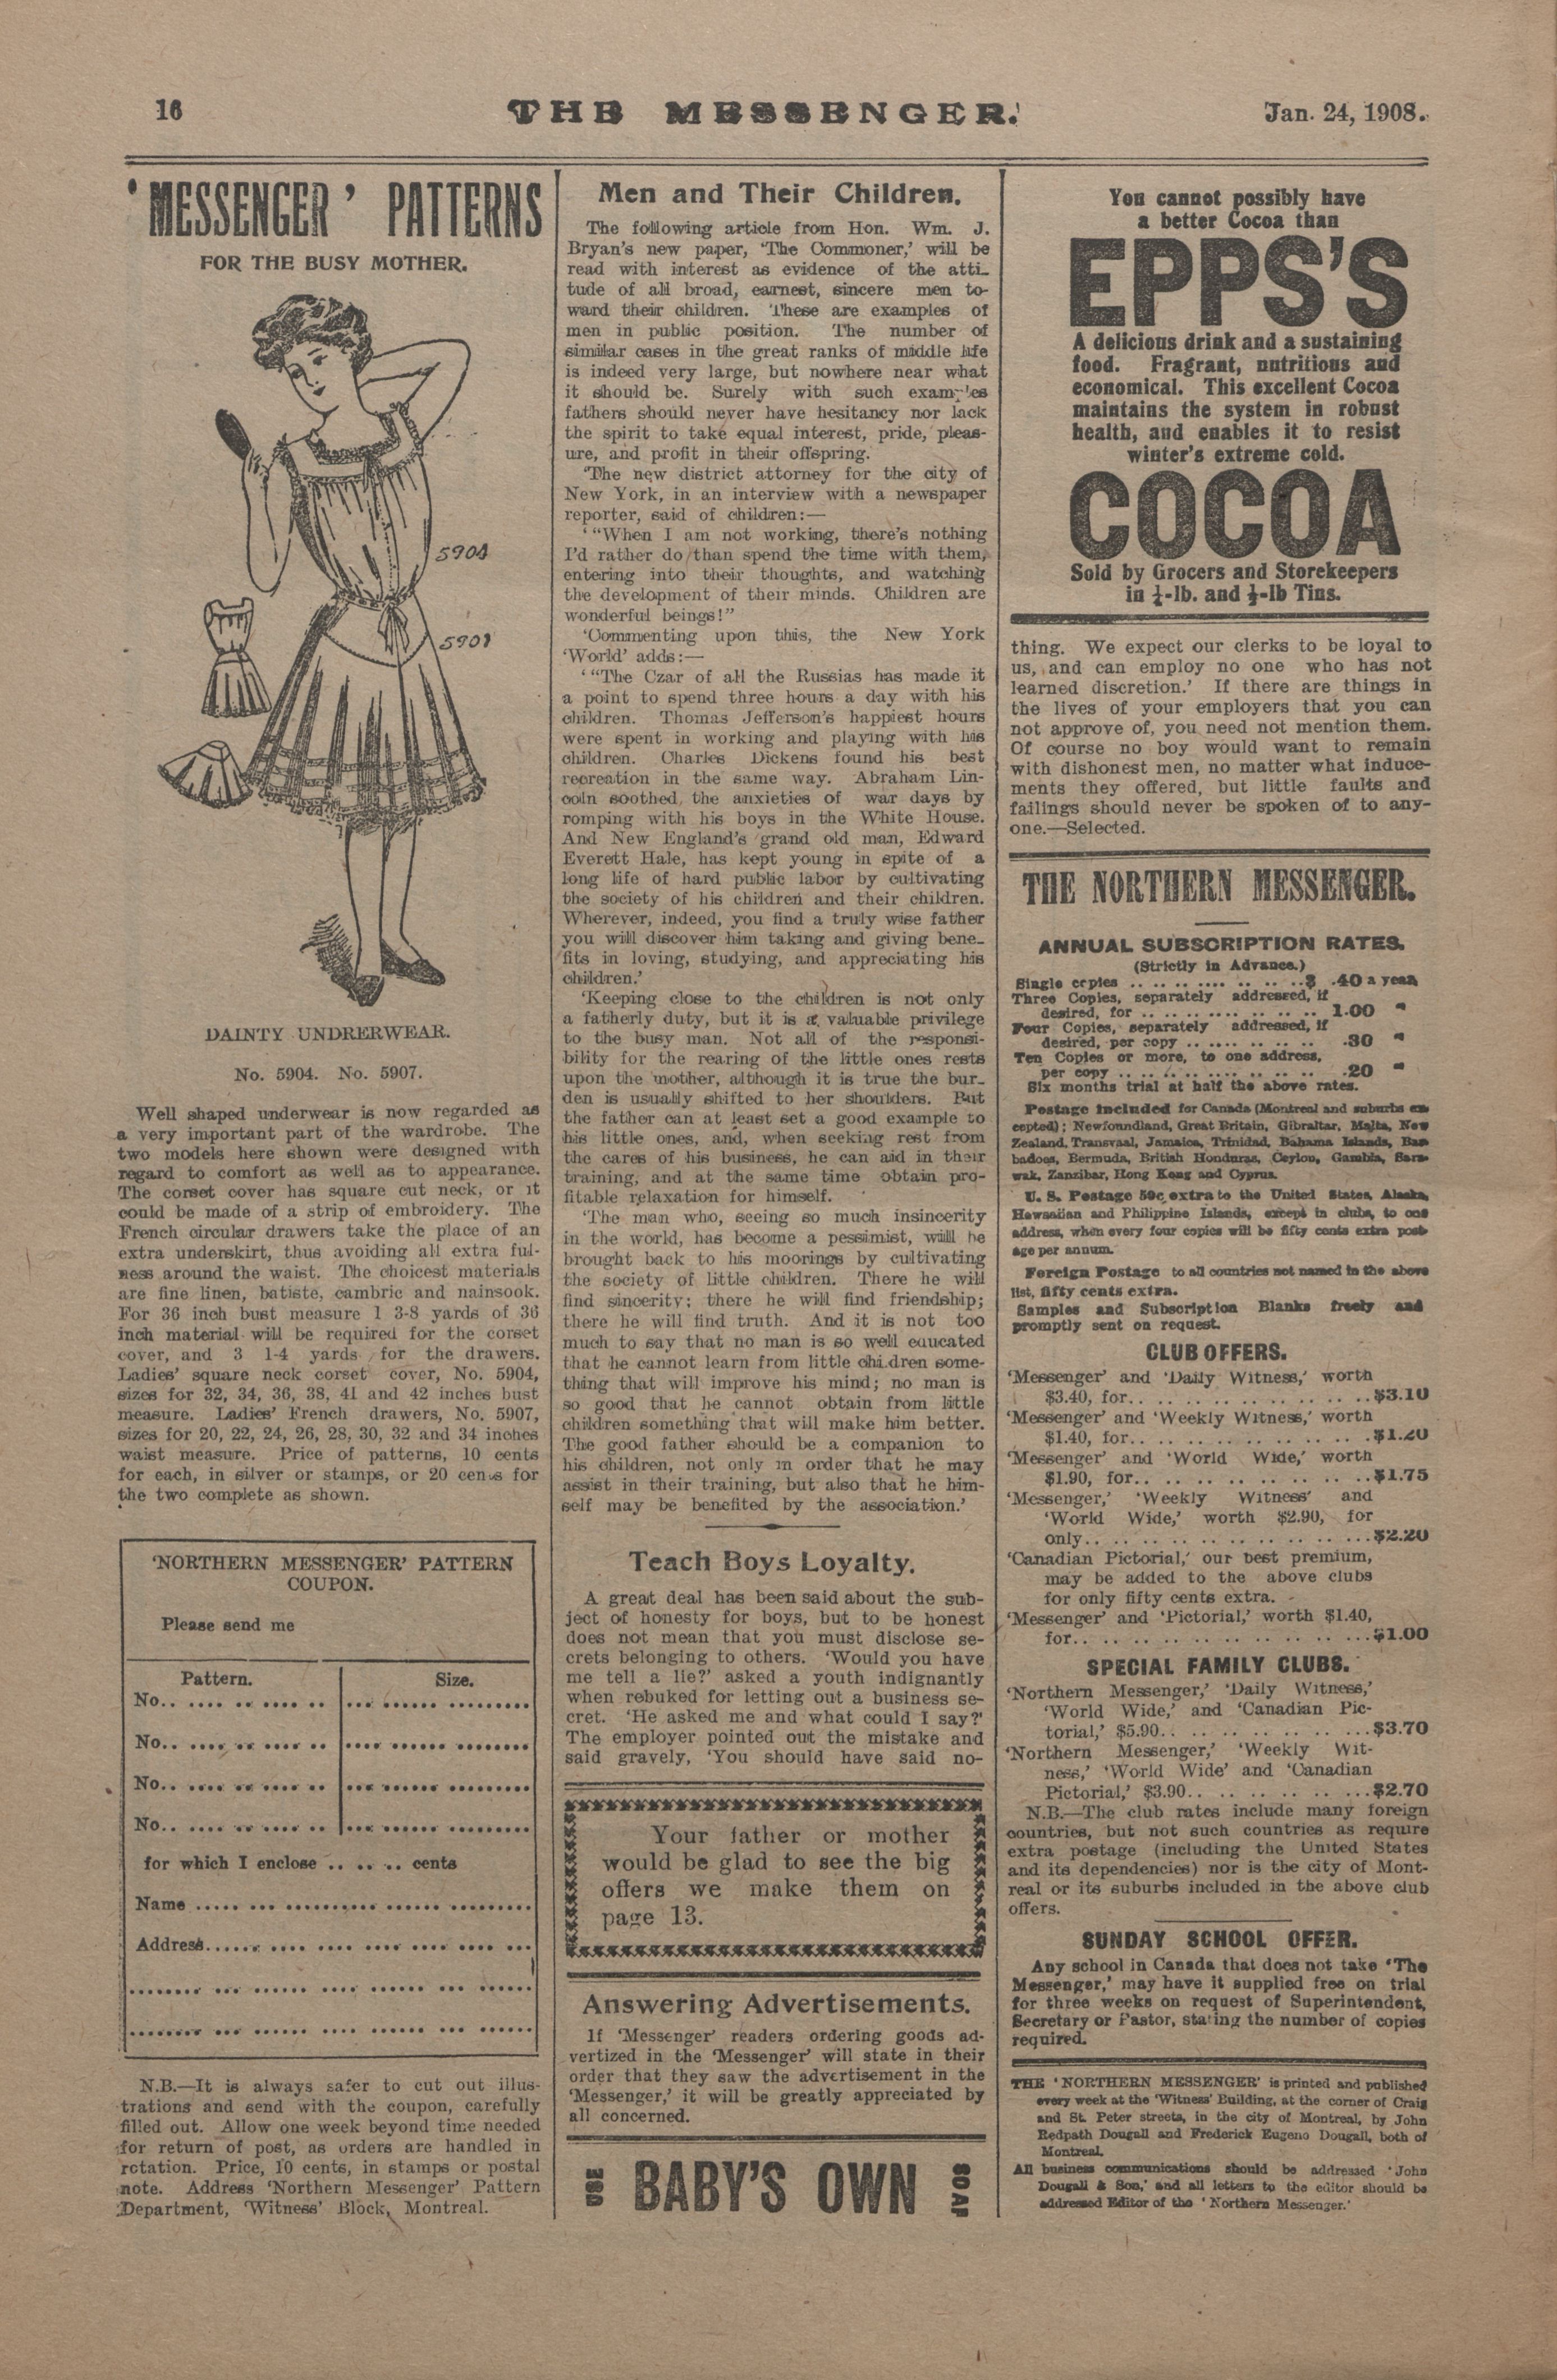 16
THE MESSENGER.
Jan. 24, 1908.
'MESSENGER' PATTERNS
FOR THE BUSY MOTHER.
5904
5907
DAINTY UNDRERWEAR.
No. 5904. No. 5907.
Well shaped underwear is now regarded as
a very important part of the wardrobe. The
two models here shown were designed with
regard to comfort as well as to appearance.
The corset cover has square cut neck, or it
could be made of a strip of embroidery. The
French circular drawers take the place of an
extra underskirt, thus avoiding all extra ful-
ness around the waist. The choicest materials
are fine linen, batiste, cambric and nainsook.
For 36 inch bust measure 1 3-8 yards of 36
inch material will be required for the corset
cover, and 3 1-4 yards for the drawers.
Ladies' square neck corset cover, No. 5904,
sizes for 32, 34, 36, 38, 41 and 42 inches bust
measure. Ladies' French drawers, No. 5907,
sizes for 20, 22, 24, 26, 28, 30, 32 and 34 inches
waist measure. Price of patterns, 10 cents
for each, in silver or stamps, or 20 cents for
the two complete as shown.
'NORTHERN MESSENGER' PATTERN
COUPON.
Please send me
Pattern. Size.
No.. .... .. .... .. ... ...... .........
No.. .... .. .... .. .... ...... ........
No.. .... .. .... .. ... ...... .........
No.. .... .. .... .. ... ...... .........
for which I enclose .. .. .. cents
Name ..... ... .......... ...... .........
Address...... .... .... .... .... .... ...
........ ... ...... .... ...... ... ......
........ ... ...... .... ...... ... ......
N.B.—It is always safer to cut out illus-
trations and send with the coupon, carefully
filled out. Allow one week beyond time needed
for return of post, as orders are handled in
rotation. Price, 10 cents, in stamps or postal
note. Address 'Northern Messenger' Pattern
Department, 'Witness' Block, Montreal.
Men and Their Children.
The following article from Hon. Wm. J.
Bryan's new paper, 'The Commoner,' will be
read with interest as evidence of the atti-
tude of all broad, earnest, sincere men to-
ward their children. These are examples of
men in public position. The number of
similar cases in the great ranks of middle life
is indeed very large, but nowhere near what
it should be. Surely with such examples
fathers should never have hesitancy nor lack
the spirit to take equal interest, pride, pleas-
ure, and profit in their offspring.
'The new district attorney for the city of
New York, in an interview with a newspaper
reporter, said of children:—
' "When I am not working, there's nothing
I'd rather do than spend the time with them,
entering into their thoughts, and watching
the development of their minds. Children are
wonderful beings!"
'Commenting upon this, the New York
'World' adds:—
' "The Czar of all the Russias has made it
a point to spend three hours a day with his
children. Thomas Jefferson's happiest hours
were spent in working and playing with his
children. Charles Dickens found his best
recreation in the same way. Abraham Lin-
coln soothed the anxieties of war days by
romping with his boys in the White House.
And New England's grand old man, Edward
Everett Hale, has kept young in spite of a
long life of hard public labor by cultivating
the society of his children and their children.
Wherever, indeed, you find a truly wise father
you will discover him taking and giving bene-
fits in loving, studying, and appreciating his
children.'
'Keeping close to the children is not only
a fatherly duty, but it is a valuable privilege
to the busy man. Not all of the responsi-
bility for the rearing of the little ones rests
upon the mother, although it is true the bur-
den is usually shifted to her shoulders. But
the father can at least set a good example to
his little ones, and, when seeking rest from
the cares of his business, he can aid in their
training, and at the same time obtain pro-
fitable relaxation for himself.
'The man who, seeing so much insincerity
in the world, has become a pessimist, will be
brought back to his moorings by cultivating
the society of little children. There he will
find sincerity; there he will find friendship;
there he will find truth. And it is not too
much to say that no man is so well educated
that he cannot learn from little children some-
thing that will improve his mind; no man is
so good that he cannot obtain from little
children something that will make him better.
The good father should be a companion to
his children, not only in order that he may
assist in their training, but also that he him-
self may be benefited by the association.'
Teach Boys Loyalty.
A great deal has been said about the sub-
ject of honesty for boys, but to be honest
does not mean that you must disclose se-
crets belonging to others. 'Would you have
me tell a lie?' asked a youth indignantly
when rebuked for letting out a business se-
cret. 'He asked me and what could I say?'
The employer pointed out the mistake and
said gravely, 'You should have said no-
Your father or mother
would be glad to see the big
offers we make them on
page 13.
Answering Advertisements.
If 'Messenger' readers ordering goods ad-
vertized in the 'Messenger' will state in their
order that they saw the advertisement in the
'Messenger,' it will be greatly appreciated by
all concerned.
USE BABY'S OWN SOAP
You cannot possibly have
a better Cocoa than
EPPS'S
A delicious drink and a sustaining
food. Fragrant, nutritious and
economical. This excellent Cocoa
maintains the system in robust
health, and enables it to resist
winter's extreme cold.
COCOA
Sold by Grocers and Storekeepers
in ¼-lb. and ½-lb Tins.
thing. We expect our clerks to be loyal to
us, and can employ no one who has not
learned discretion.' If there are things in
the lives of your employers that you can
not approve of, you need not mention them.
Of course no boy would want to remain
with dishonest men, no matter what induce-
ments they offered, but little faults and
failings should never be spoken of to any-
one.—Selected.
THE NORTHERN MESSENGER.
ANNUAL SUBSCRIPTION RATES.
(Strictly in Advance.)
Single copies .. .. .. .... .. .. ..$ .40 a year
Three Copies, separately addressed, if
desired, for .. .. .. .. .... .. .. .. 1.00 "
Four Copies, separately addressed, if
desired, per copy .. .. .... .. .. .30 "
Ten Copies or more, to one address,
per copy .. .. .. .. .... .. .. .. .20 "
Six months trial at half the above rates.
Postage included for Canada (Montreal and suburbs ex
cepted); Newfoundland, Great Britain, Gibraltar, Malta, New
Zealand, Transvaal, Jamaica, Trinidad, Bahama Islands, Bar
badoes, Bermuda, British Honduras, Ceylon, Gambia, Sara-
wak, Zanzibar, Hong Kong and Cyprus.
U. S. Postage 50c extra to the United States, Alaska,
Hawaiian and Philippine Islands, except in clubs, to one
address, when every four copies will be fifty cents extra post-
age per annum.
Foreign Postage to all countries not named in the above
list, fifty cents extra.
Samples and Subscription Blanks freely and
promptly sent on request.
CLUB OFFERS.
'Messenger' and 'Daily Witness,' worth
$3.40, for.. .. .. .. .. .. .. .. ..$3.10
'Messenger' and 'Weekly Witness,' worth
$1.40, for.. .. .. .. .. .. .. .. ..$1.20
'Messenger' and 'World Wide,' worth
$1.90, for.. .. .. .. .. .. .. .. ..$1.75
'Messenger,' 'Weekly Witness' and
'World Wide,' worth $2.90, for
only.. .. .. .. .. .. .. .. .. ...$2.20
'Canadian Pictorial,' our best premium,
may be added to the above clubs
for only fifty cents extra.
'Messenger' and 'Pictorial,' worth $1.40,
for.. .. .. .. .. .. .. .. .. .. ...$1.00
SPECIAL FAMILY CLUBS.
'Northern Messenger,' 'Daily Witness,'
'World Wide,' and 'Canadian Pic-
torial,' $5.90.. .. .. .. .. .. ...$3.70
'Northern Messenger,' 'Weekly Wit-
ness,' 'World Wide' and 'Canadian
Pictorial,' $3.90.. .. .. .. .. ...$2.70
N.B.—The club rates include many foreign
countries, but not such countries as require
extra postage (including the United States
and its dependencies) nor is the city of Mont-
real or its suburbs included in the above club
offers.
SUNDAY SCHOOL OFFER.
Any school in Canada that does not take 'The
Messenger,' may have it supplied free on trial
for three weeks on request of Superintendent,
Secretary or Pastor, stating the number of copies
required.
THE 'NORTHERN MESSENGER' is printed and published
every week at the 'Witness' Building, at the corner of Craig
and St. Peter streets, in the city of Montreal, by John
Redpath Dougall and Frederick Eugene Dougall, both of
Montreal.
All business communications should be addressed 'John
Dougall & Son,' and all letters to the editor should be
addressed Editor of the 'Northern Messenger.'